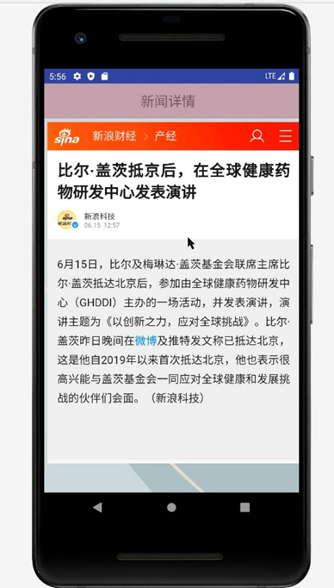 5:56
LTE
新闻详情
sina 新浪财经 〉 产经
比尔·盖茨抵京后，在全球健康药
物研发中心发表演讲
新浪科技
06.15 12:57
6月15日，比尔及梅琳达·盖茨基金会联席主席比
尔·盖茨抵达北京后，参加由全球健康药物研发中
心（GHDDI）主办的一场活动，并发表演讲，演
讲主题为《以创新之力，应对全球挑战》。比尔·
盖茨昨日晚间在微博及推特发文称已抵达北京，
这是他自2019年以来首次抵达北京，他也表示很
高兴能与盖茨基金会一同应对全球健康和发展挑
战的伙伴们会面。（新浪科技）